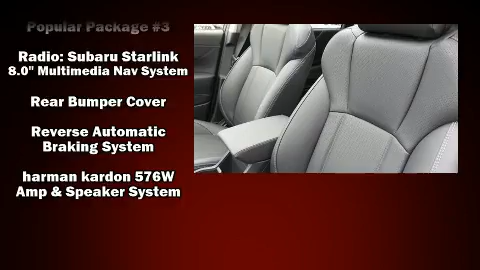 Popular Package #3
Radio: Subaru Starlink
8.0" Multimedia Nav System
Rear Bumper Cover
Reverse Automatic
Braking System
harman kardon 576W
Amp & Speaker System